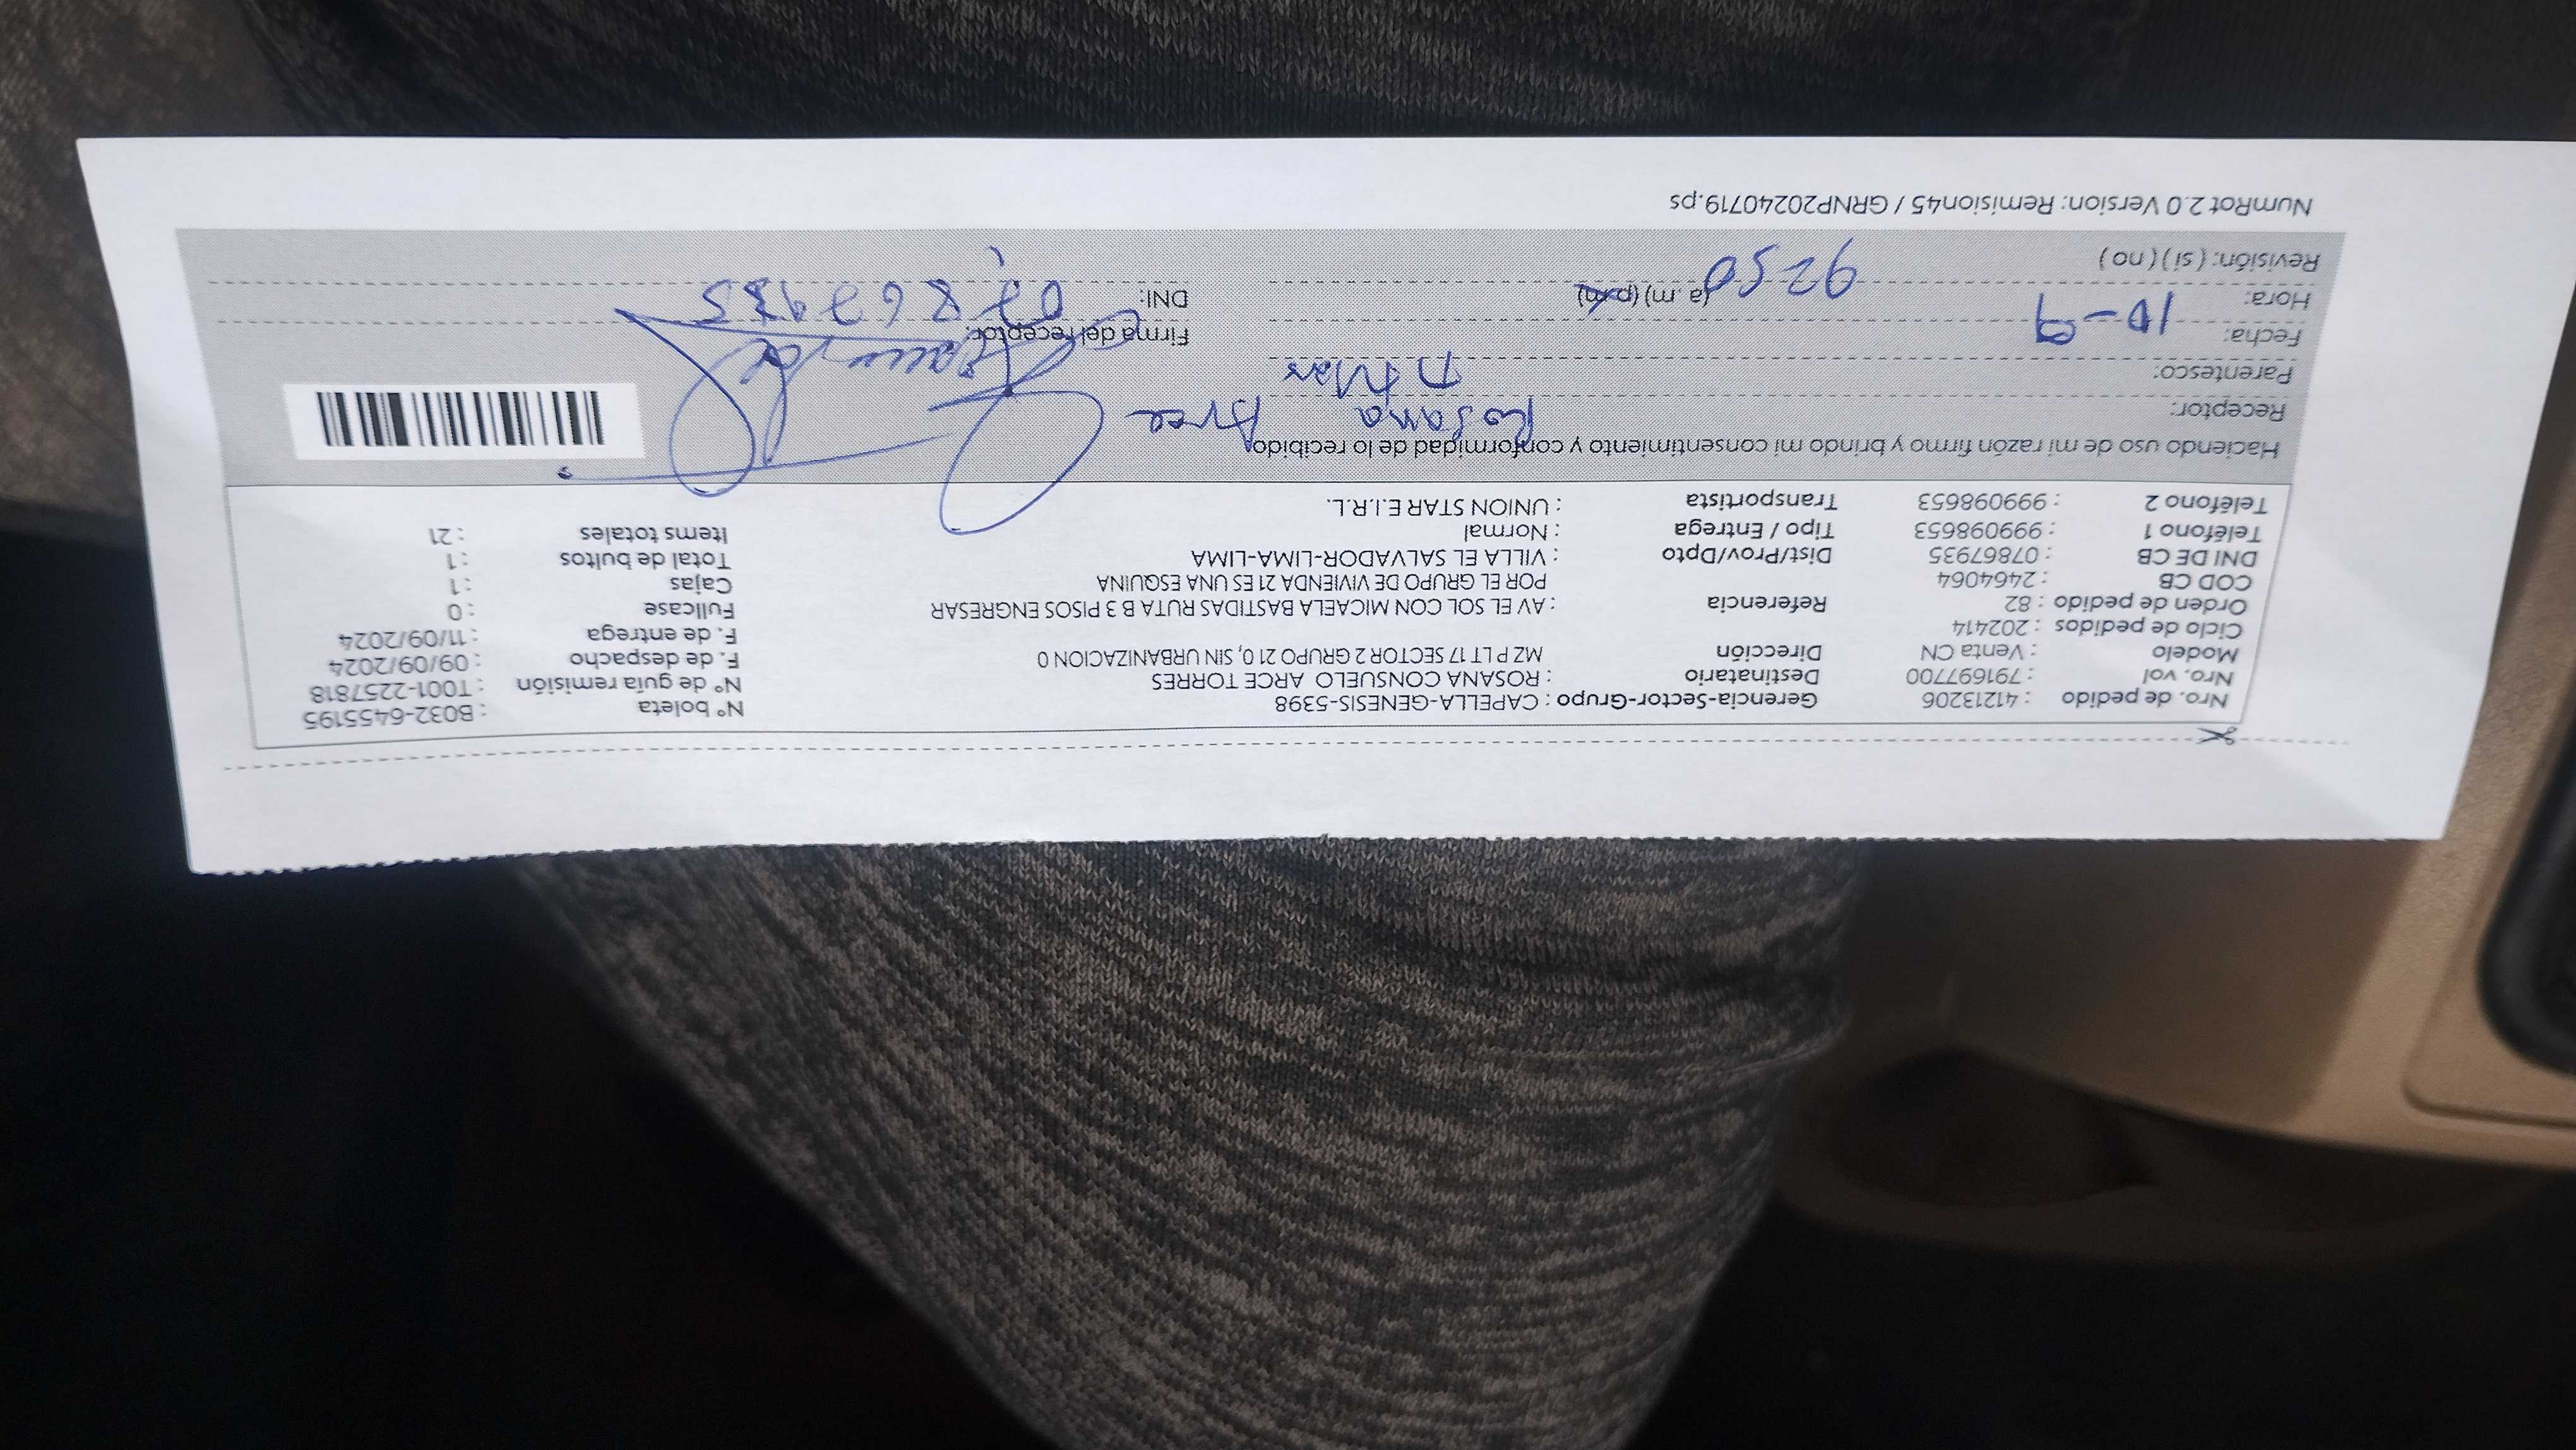 Nro. de pedido : 41213206 Gerencia-Sector-Grupo : CAPELLA-GENESIS-5398 N° boleta : B032-6455195
Nro. vol : 791697700 Destinatario : ROSANA CONSUELO ARCE TORRES N° de guía remisión : T001-2257818
Modelo : Venta CN Dirección MZ P LT 17 SECTOR 2 GRUPO 21 0, SIN URBANIZACION 0 F. de despacho : 09/09/2024
Ciclo de pedidos : 202414 F. de entrega : 11/09/2024
Orden de pedido : 82 Referencia : AV EL SOL CON MICAELA BASTIDAS RUTA B 3 PISOS ENGRESAR Fullcase : 0
COD CB : 2464064 POR EL GRUPO DE VIVIENDA 21 ES UNA ESQUINA Cajas : 1
DNI DE CB : 07867935 Dist/Prov/Dpto : VILLA EL SALVADOR-LIMA-LIMA Total de bultos : 1
Teléfono 1 : 999098653 Tipo / Entrega : Normal Items totales : 21
Teléfono 2 : 999098653 Transportista : UNION STAR E.I.R.L.
Haciendo uso de mi razón firmo y brindo mi consentimiento y conformidad de lo recibido
Receptor: Rosana Arce
Parentesco:
Fecha: 10-9 Firma del receptor:
Hora: 9:50 (a.m) (p.m) DNI: 07867935
Revisión: ( si ) ( no )
NumRot 2.0 Version: Remision45 / GRNP20240719.ps